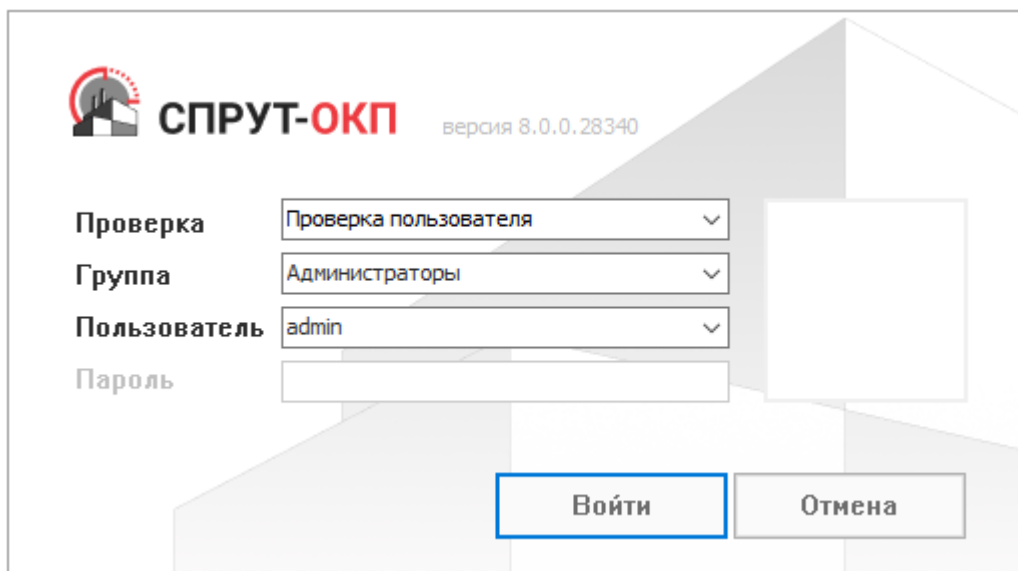 СПРУТ-ОКП версия 8.0.0.28340
Проверка Проверка пользователя
Группа Администраторы
Пользователь admin
Пароль
Войти Отмена